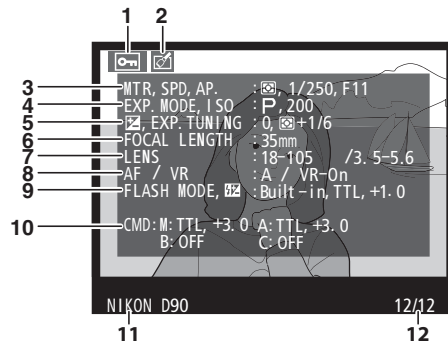 1 2
3 MTR, SPD, AP. : , 1/250, F11
4 EXP. MODE, ISO : P, 200
5 , EXP. TUNING : 0, +1/6
6 FOCAL LENGTH : 35mm
7 LENS : 18-105 /3. 5-5.6
8 AF / VR : A / VR-On
9 FLASH MODE, : Built-in, TTL, +1. 0
10 CMD: M: TTL, +3. 0 A: TTL, +3. 0
B: OFF C: OFF
NIKON D90 12/12
11 12